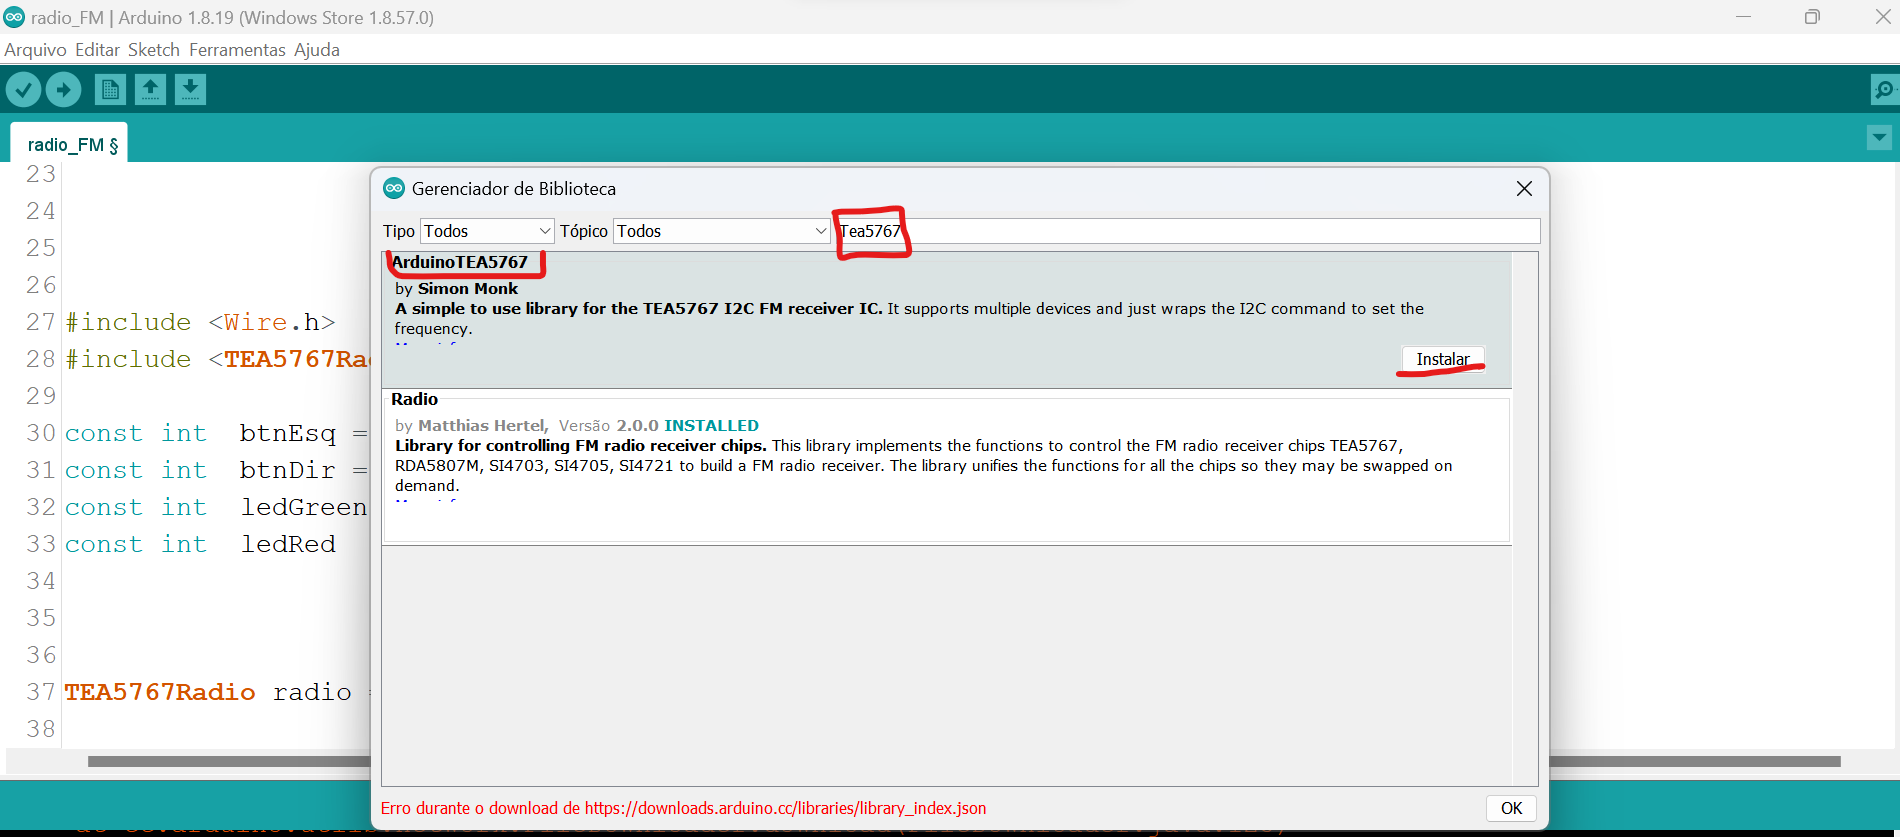 radio_FM | Arduino 1.8.19 (Windows Store 1.8.57.0)
Arquivo Editar Sketch Ferramentas Ajuda
radio_FM §
23
24
25
26
27 #include <Wire.h>
28 #include <TEA5767Ra
29
30 const int btnEsq =
31 const int btnDir =
32 const int ledGreen
33 const int ledRed
34
35
36
37 TEA5767Radio radio
38
Gerenciador de Biblioteca
Tipo Todos Tópico Todos Tea5767
ArduinoTEA5767
by Simon Monk
A simple to use library for the TEA5767 I2C FM receiver IC. It supports multiple devices and just wraps the I2C command to set the
frequency.
Instalar
Radio
by Matthias Hertel, Versão 2.0.0 INSTALLED
Library for controlling FM radio receiver chips. This library implements the functions to control the FM radio receiver chips TEA5767,
RDA5807M, SI4703, SI4705, SI4721 to build a FM radio receiver. The library unifies the functions for all the chips so they may be swapped on
demand.
Erro durante o download de https://downloads.arduino.cc/libraries/library_index.json
OK